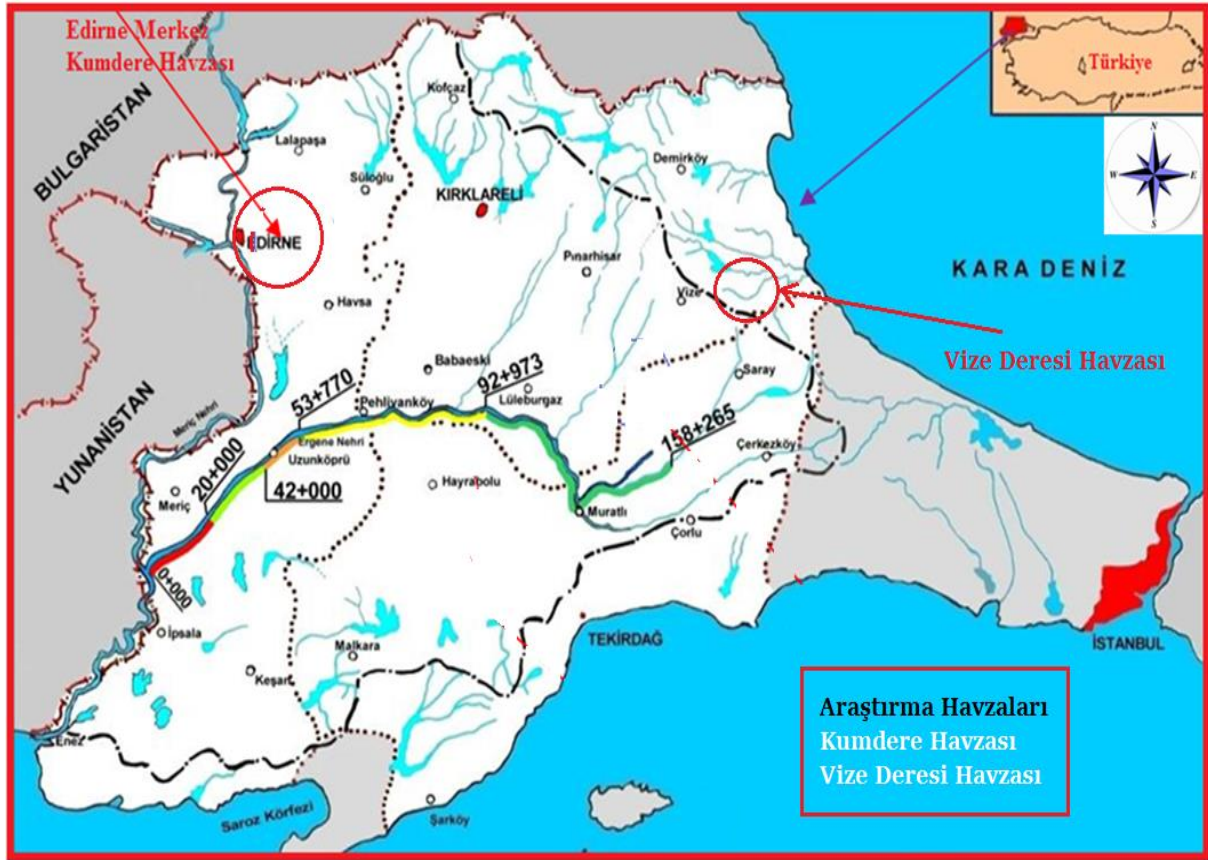 Edirne Merkez
Kumdere Havzası
Türkiye
N
W
E
S
BULGARİSTAN
Kofçaz
Lalapaşa
Süloğlu
Demirköy
KIRKLARELİ
EDİRNE
Pınarhisar
KARA DENİZ
Vize
Havsa
Vize Deresi Havzası
Babaeski
Saray
92+973
Lüleburgaz
53+770
Pehlivanköy
YUNANİSTAN
Meriç Nehri
Ergene Nehri
Uzunköprü
158+265
Çerkezköy
20+000
42+000
Hayrabolu
Meriç
Muratlı
Çorlu
0+000
İpsala
TEKİRDAĞ
İSTANBUL
Malkara
Keşan
Enez
Araştırma Havzaları
Kumdere Havzası
Vize Deresi Havzası
Saroz Körfezi
Şarköy